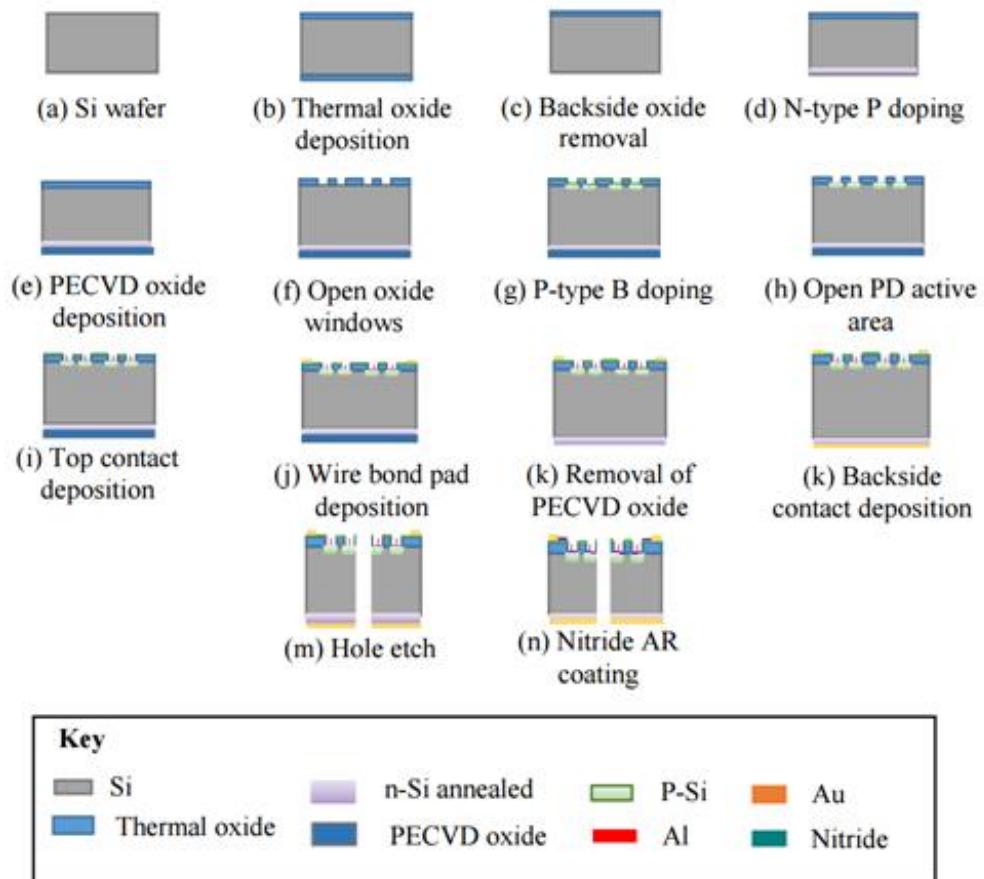 (a) Si wafer
(b) Thermal oxide
deposition
(c) Backside oxide
removal
(d) N-type P doping
(e) PECVD oxide
deposition
(f) Open oxide
windows
(g) P-type B doping
(h) Open PD active
area
(i) Top contact
deposition
(j) Wire bond pad
deposition
(k) Removal of
PECVD oxide
(k) Backside
contact deposition
(m) Hole etch
(n) Nitride AR
coating
Key
Si
n-Si annealed
P-Si
Au
Thermal oxide
PECVD oxide
Al
Nitride